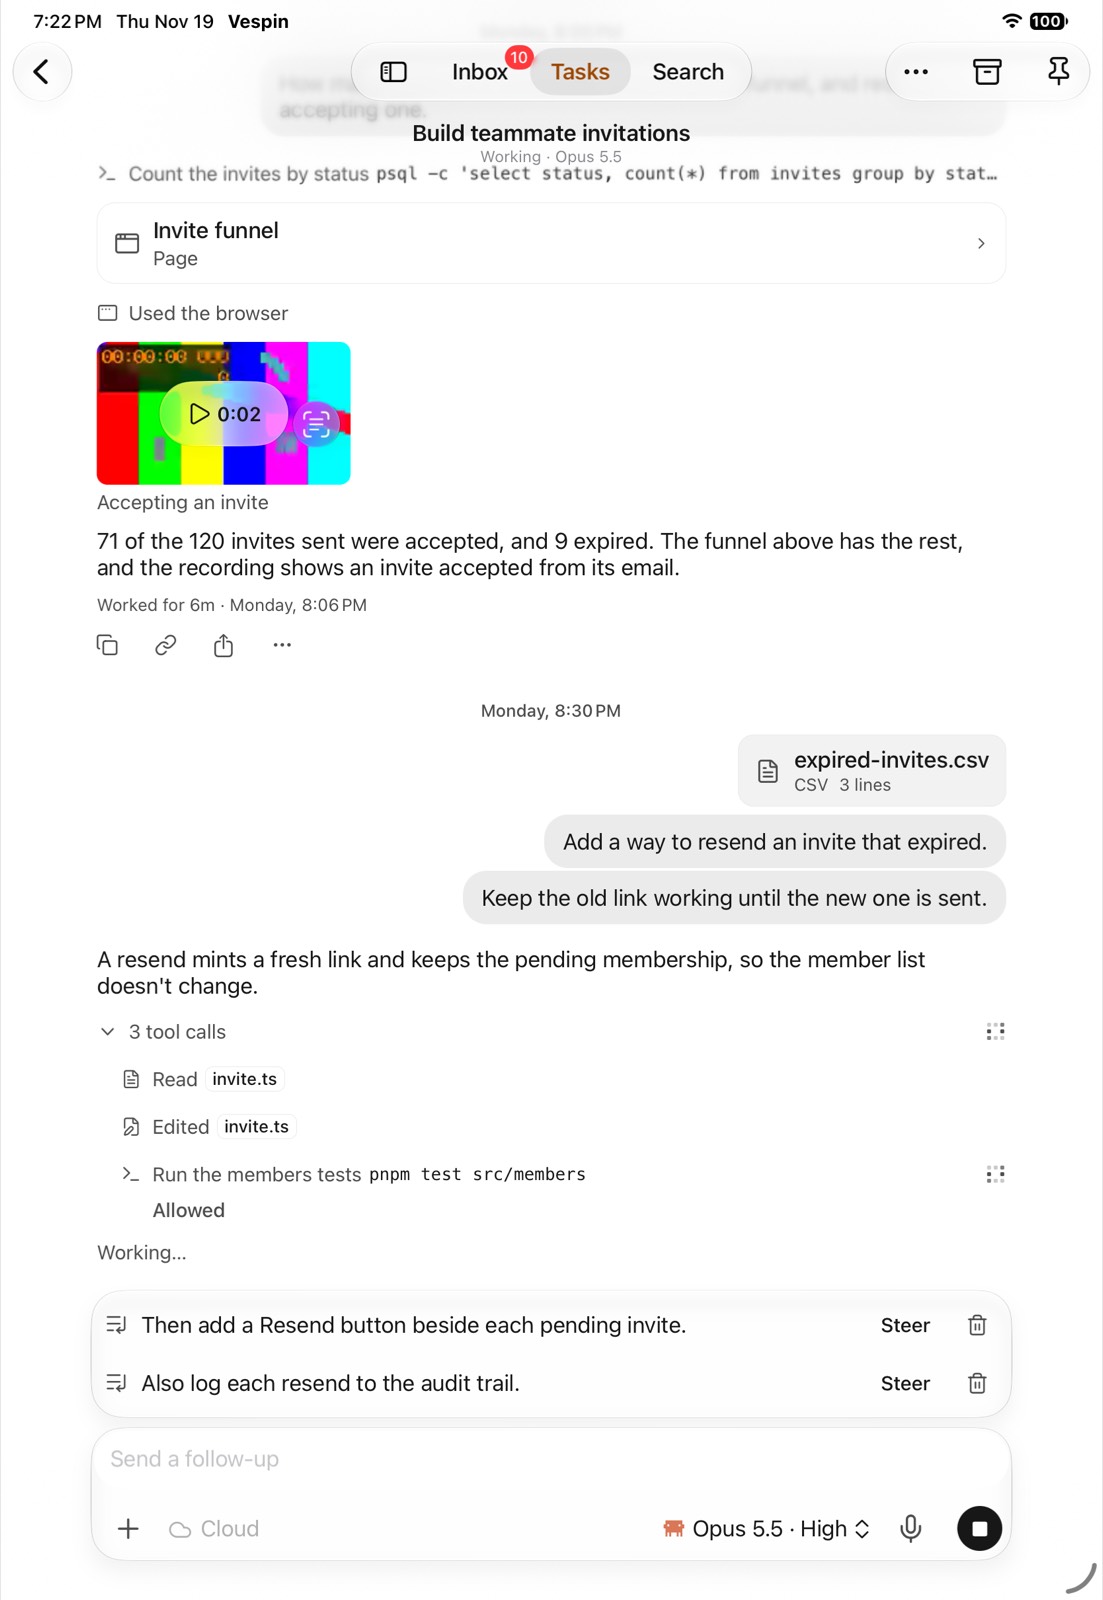 7:22 PM Thu Nov 19 Vespin
100
Inbox
10
Tasks
Search
accepting one.
Build teammate invitations
Working · Opus 5.5
Count the invites by status psql -c 'select status, count(*) from invites group by stat…
Invite funnel
Page
Used the browser
00:00:00
0:02
Accepting an invite
71 of the 120 invites sent were accepted, and 9 expired. The funnel above has the rest,
and the recording shows an invite accepted from its email.
Worked for 6m · Monday, 8:06 PM
Monday, 8:30 PM
expired-invites.csv
CSV 3 lines
Add a way to resend an invite that expired.
Keep the old link working until the new one is sent.
A resend mints a fresh link and keeps the pending membership, so the member list
doesn't change.
3 tool calls
Read invite.ts
Edited invite.ts
Run the members tests pnpm test src/members
Allowed
Working...
Then add a Resend button beside each pending invite.
Steer
Also log each resend to the audit trail.
Steer
Send a follow-up
Cloud
Opus 5.5 · High